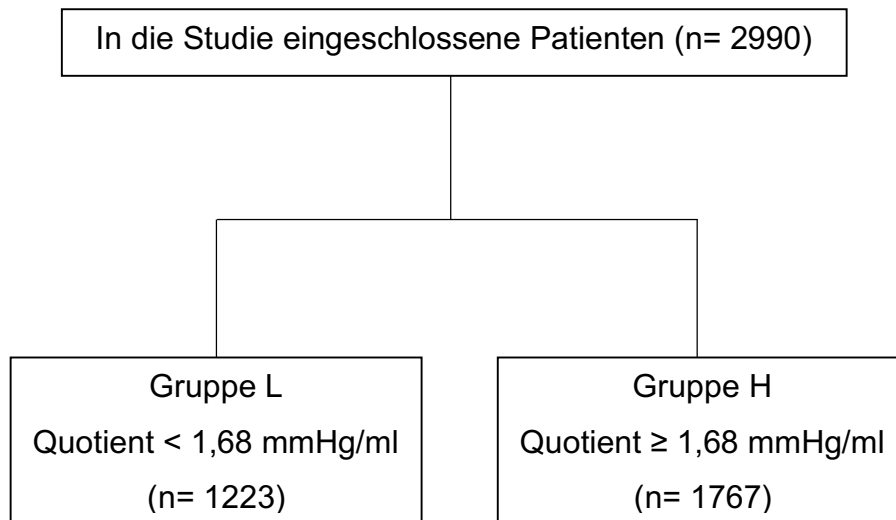 In die Studie eingeschlossene Patienten (n= 2990)
Gruppe L
Quotient < 1,68 mmHg/ml
(n= 1223)
Gruppe H
Quotient ≥ 1,68 mmHg/ml
(n= 1767)